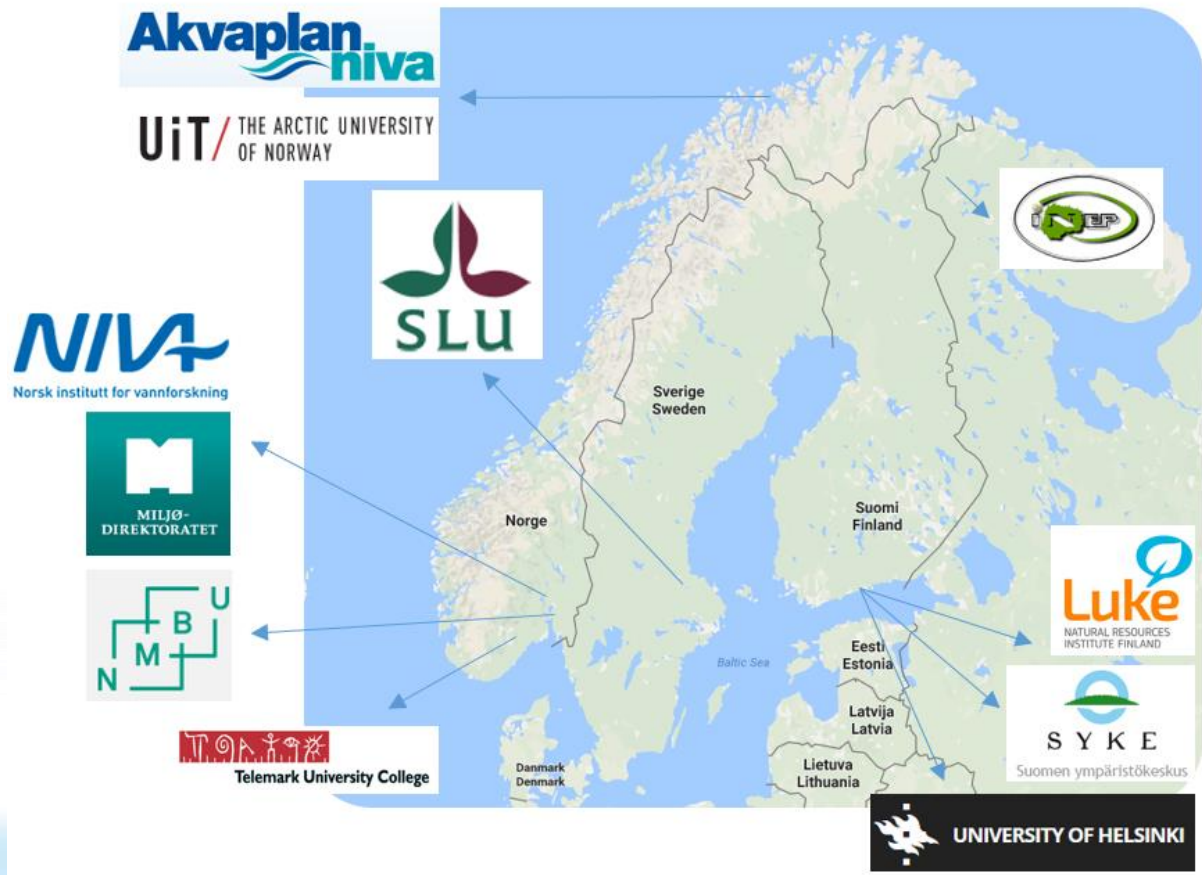 Akvaplan
niva
UiT/ THE ARCTIC UNIVERSITY
OF NORWAY
SLU
iNEP
NIVA
Norsk institutt for vannforskning
MILJØ-
DIREKTORATET
N M B U
Telemark University College
Sverige
Sweden
Norge
Suomi
Finland
Eesti
Estonia
Baltic Sea
Latvija
Latvia
Lietuva
Lithuania
Danmark
Denmark
Luke
NATURAL RESOURCES
INSTITUTE FINLAND
SYKE
Suomen ympäristökeskus
UNIVERSITY OF HELSINKI